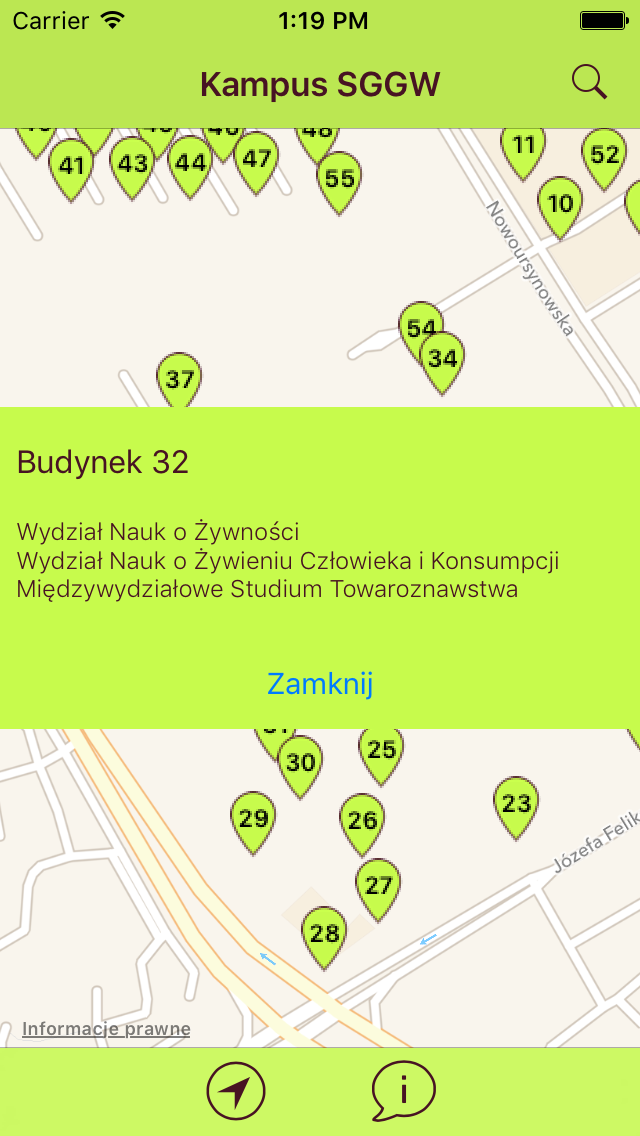 Carrier 1:19 PM
Kampus SGGW
48
41 43 44 47 55
11 52 10
Nowoursynowska
54
34
37
Budynek 32
Wydział Nauk o Żywności
Wydział Nauk o Żywieniu Człowieka i Konsumpcji
Międzywydziałowe Studium Towaroznawstwa
Zamknij
30 25
29 26 23
27
28
Józefa Felik
Informacje prawne
i